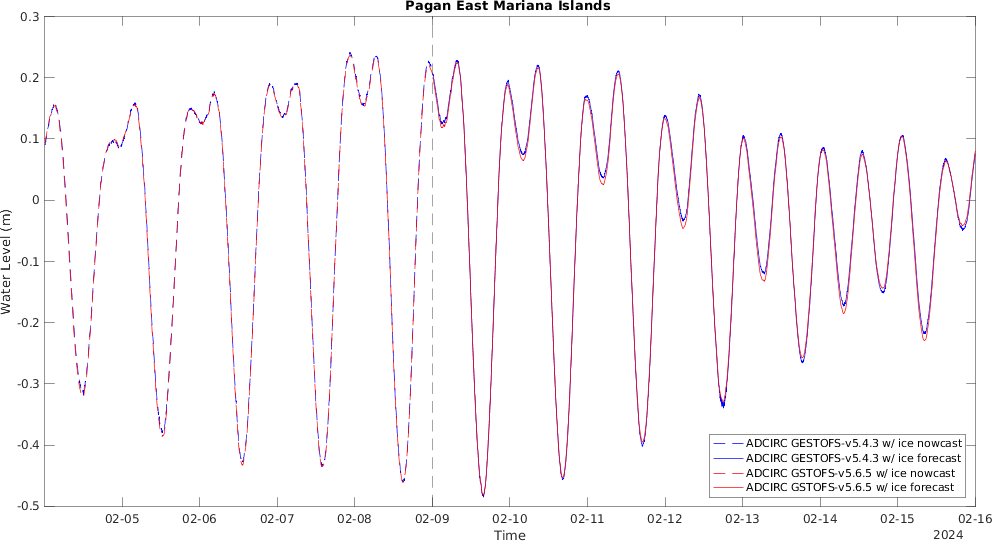 Pagan East Mariana Islands
0.3
0.2
0.1
0
-0.1
-0.2
-0.3
-0.4
-0.5
Water Level (m)
ADCIRC GESTOFS-v5.4.3 w/ ice nowcast
ADCIRC GESTOFS-v5.4.3 w/ ice forecast
ADCIRC GSTOFS-v5.6.5 w/ ice nowcast
ADCIRC GSTOFS-v5.6.5 w/ ice forecast
02-05 02-06 02-07 02-08 02-09 02-10 02-11 02-12 02-13 02-14 02-15 02-16
Time
2024